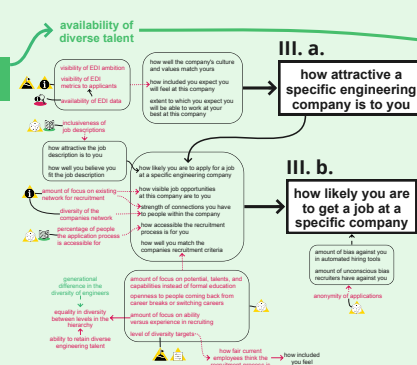 availability of
diverse talent
III. a.
how attractive a
specific engineering
company is to you
visibility of EDI ambition
visibility of EDI
metrics to applicants
availability of EDI data
how well the company's culture
and values match yours
how included you expect you
will feel at this company
extent to which you expect you
will be able to work at your
best at this company
inclusiveness of
job descriptions
how attractive the job
description is to you
how well you believe you
fit the job description
how likely you are to apply for a job
at a specific engineering company
how visible job opportunities
at this company are to you
strength of connections you have
to people within the company
how accessible the recruitment
process is for you
how well you match the
companies recruitment criteria
amount of focus on existing
network for recruitment
diversity of the
companies network
percentage of people
the application process
is accessible for
III. b.
how likely you are
to get a job at a
specific company
amount of bias against you
in automated hiring tools
amount of unconscious bias
recruiters have against you
anonymity of applications
generational
difference in the
diversity of engineers
equality in diversity
between levels in the
hierarchy
ability to retain diverse
engineering talent
amount of focus on potential, talents, and
capabilities instead of formal education
openness to people coming back from
career breaks or switching careers
amount of focus on ability
versus experience in recruiting
level of diversity targets
how fair current
employees think the
how included
you feel